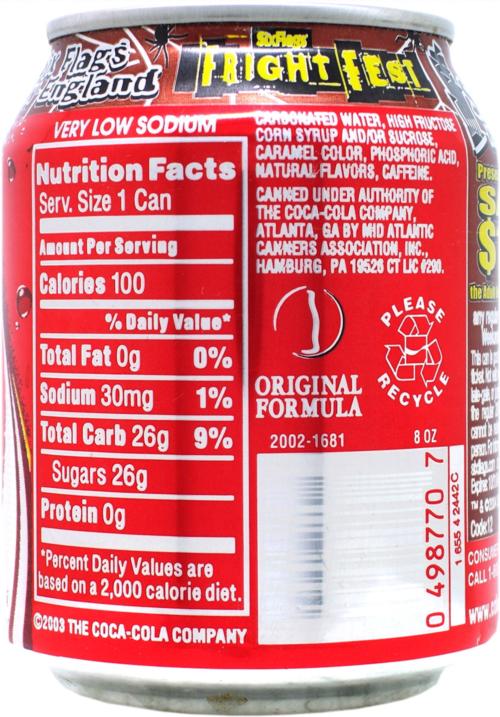 Flags
England
SixFlags
FRIGHT FEST
VERY LOW SODIUM
Nutrition Facts
Serv. Size 1 Can
Amount Per Serving
Calories 100
% Daily Value*
Total Fat 0g 0%
Sodium 30mg 1%
Total Carb 26g 9%
Sugars 26g
Protein 0g
*Percent Daily Values are
based on a 2,000 calorie diet.
©2003 THE COCA-COLA COMPANY
CARBONATED WATER, HIGH FRUCTOSE
CORN SYRUP AND/OR SUCROSE,
CARAMEL COLOR, PHOSPHORIC ACID,
NATURAL FLAVORS, CAFFEINE.
CANNED UNDER AUTHORITY OF
THE COCA-COLA COMPANY,
ATLANTA, GA BY MID ATLANTIC
CANNERS ASSOCIATION, INC.,
HAMBURG, PA 19526 CT LIC #290.
PLEASE
RECYCLE
ORIGINAL
FORMULA
2002-1681 8 OZ
0 498770 7
1 655 4 2442C
$
CALL